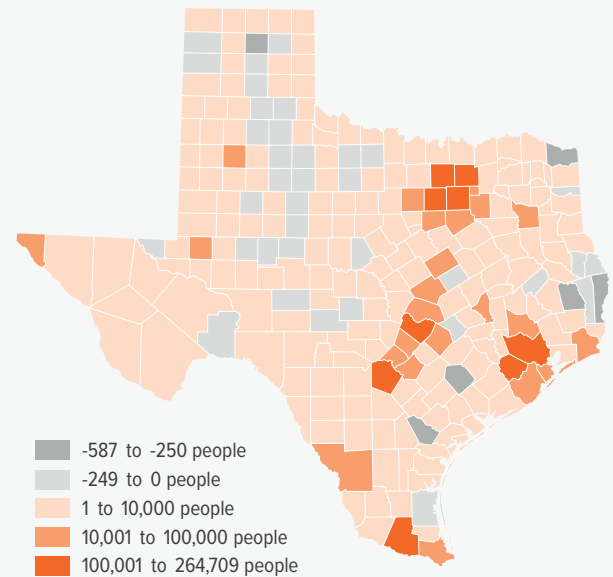 -587 to -250 people
-249 to 0 people
1 to 10,000 people
10,001 to 100,000 people
100,001 to 264,709 people